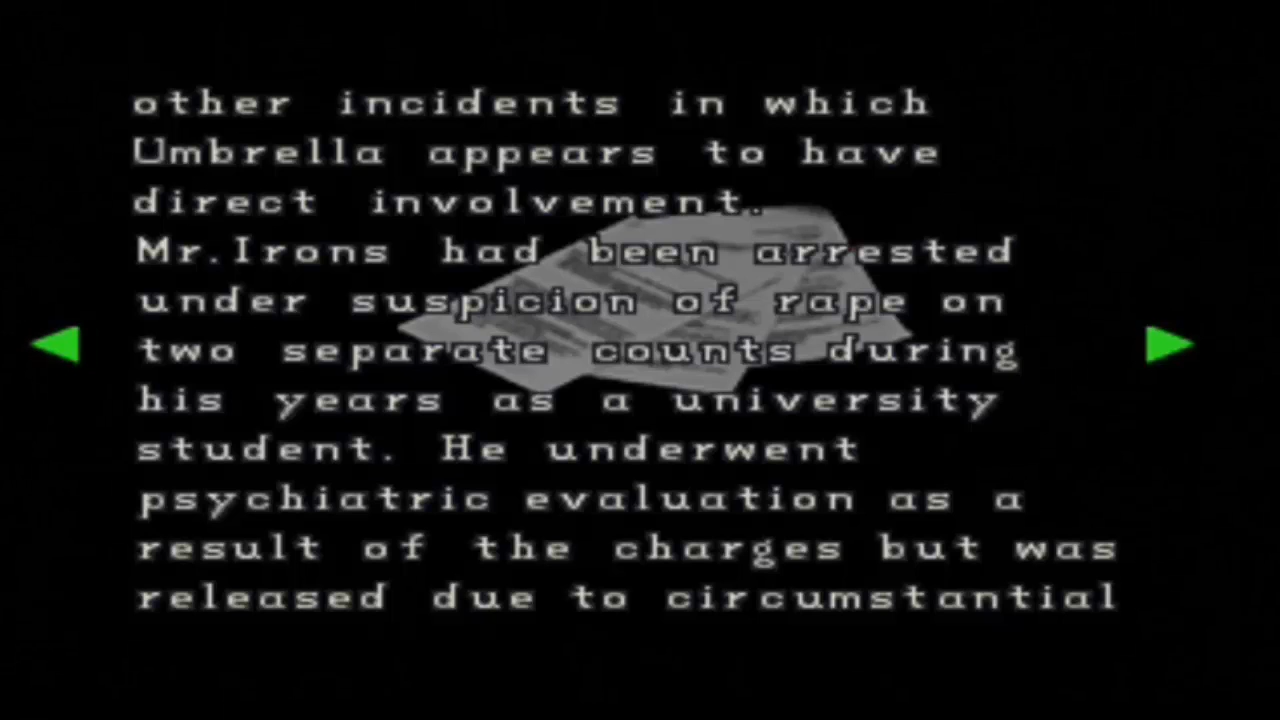 other incidents in which
Umbrella appears to have
direct involvement.
Mr.Irons had been arrested
under suspicion of rape on
two separate counts during
his years as a university
student. He underwent
psychiatric evaluation as a
result of the charges but was
released due to circumstantial